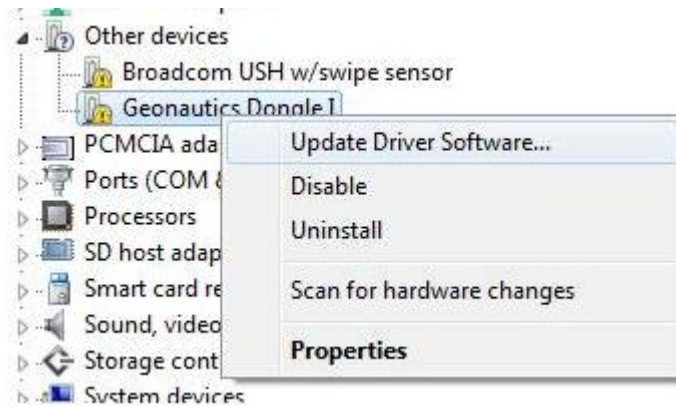 Other devices
Broadcom USH w/swipe sensor
Geonautics Dongle I
PCMCIA ada
Update Driver Software...
Ports (COM &
Disable
Processors
Uninstall
SD host adap
Smart card re
Scan for hardware changes
Sound, video
Storage cont
Properties
System devices